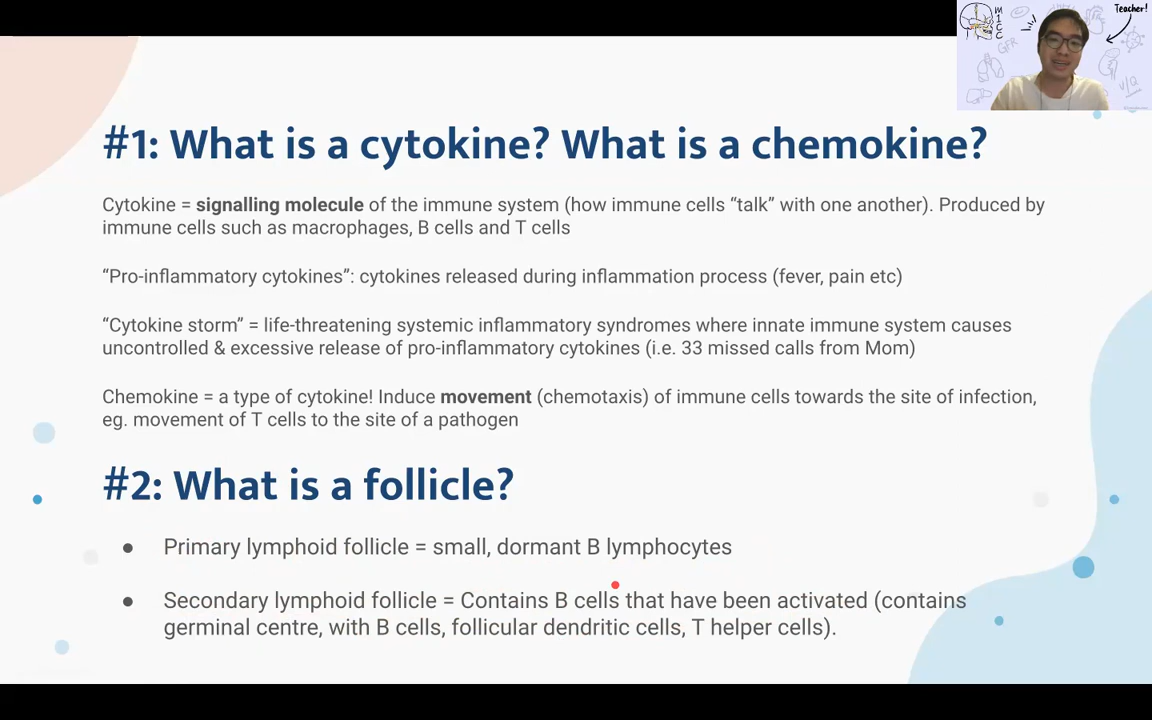 Teacher!
M
I
C
C
GFR
V/Q
#1: What is a cytokine? What is a chemokine?
Cytokine = signalling molecule of the immune system (how immune cells “talk” with one another). Produced by
immune cells such as macrophages, B cells and T cells
“Pro-inflammatory cytokines”: cytokines released during inflammation process (fever, pain etc)
“Cytokine storm” = life-threatening systemic inflammatory syndromes where innate immune system causes
uncontrolled & excessive release of pro-inflammatory cytokines (i.e. 33 missed calls from Mom)
Chemokine = a type of cytokine! Induce movement (chemotaxis) of immune cells towards the site of infection,
eg. movement of T cells to the site of a pathogen
#2: What is a follicle?
● Primary lymphoid follicle = small, dormant B lymphocytes
● Secondary lymphoid follicle = Contains B cells that have been activated (contains
germinal centre, with B cells, follicular dendritic cells, T helper cells).